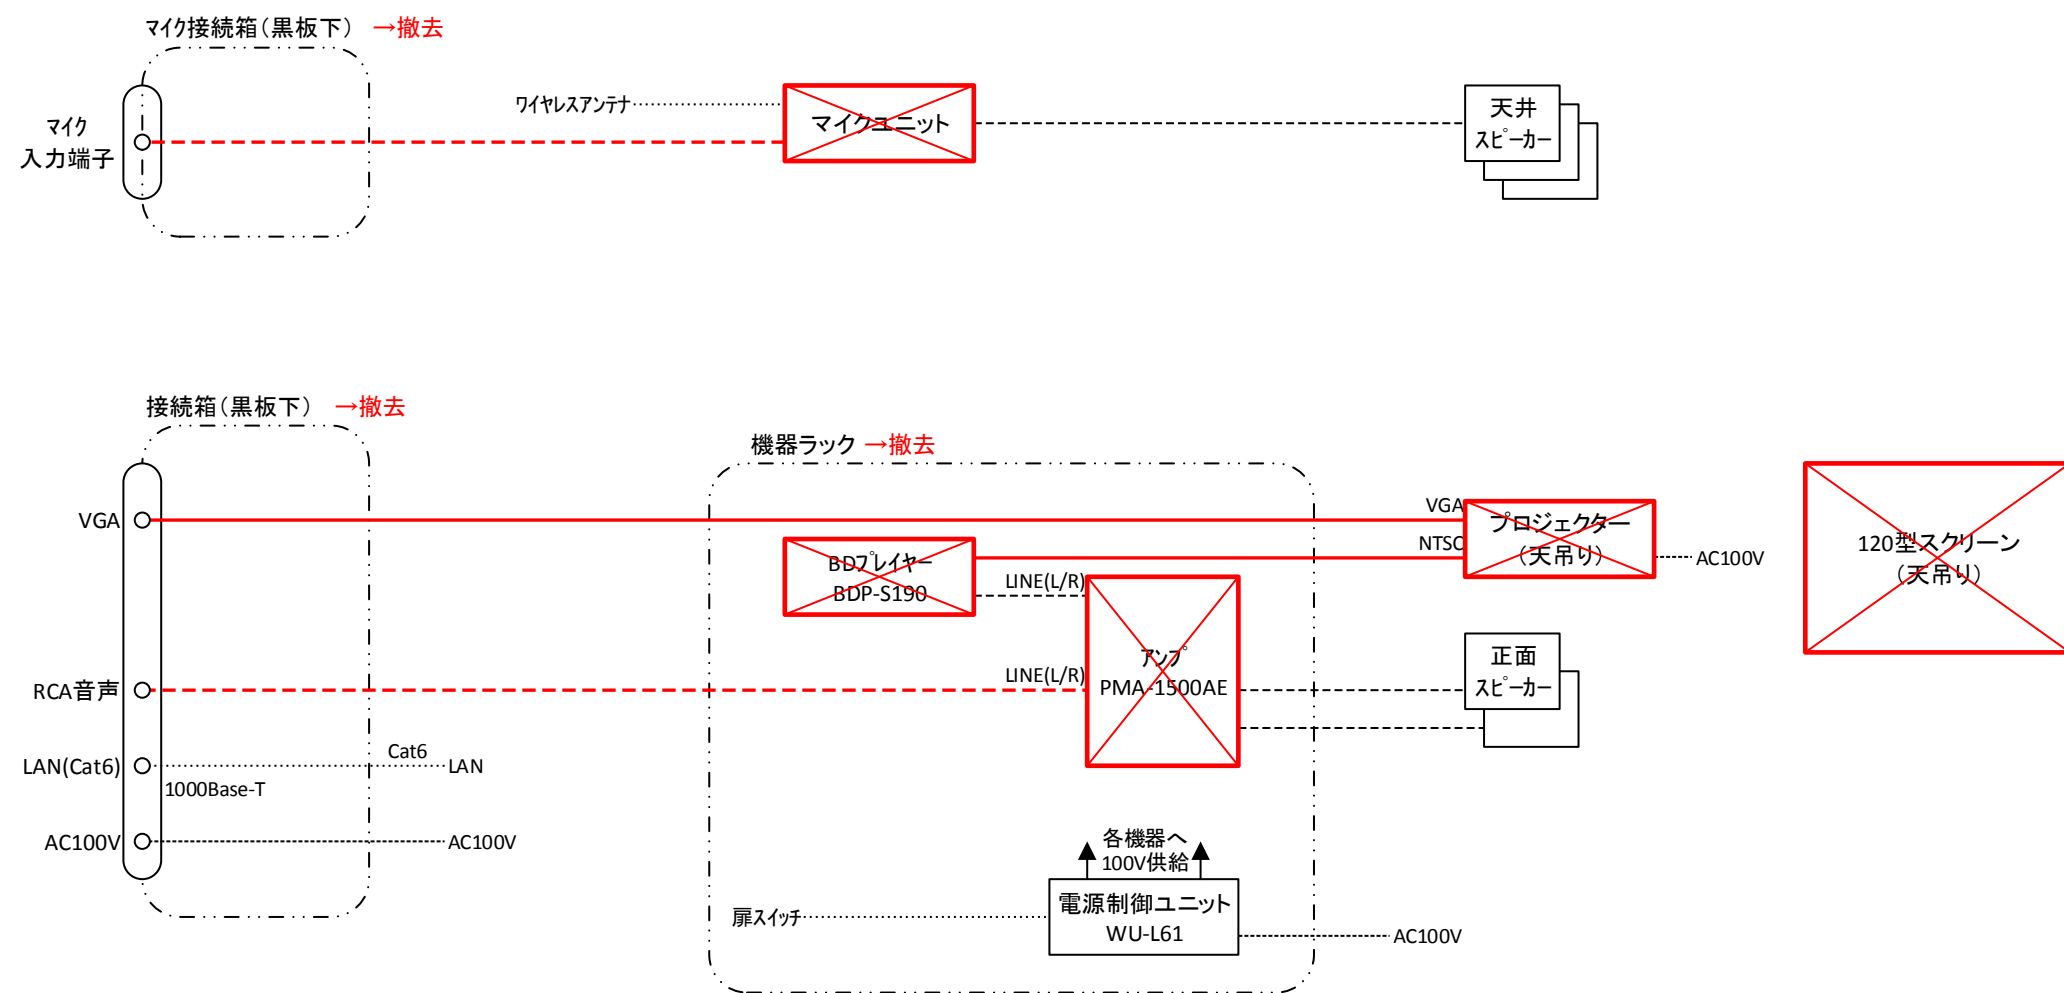 マイク接続箱（黒板下） →撤去
マイク
入力端子
ワイヤレスアンテナ
マイクユニット
天井
スピーカー
接続箱（黒板下） →撤去
機器ラック →撤去
VGA
VGA
NTSC
プロジェクター
（天吊り）
AC100V
120型スクリーン
（天吊り）
BDプレイヤー
BDP-S190
LINE(L/R)
アンプ
PMA-1500AE
LINE(L/R)
正面
スピーカー
RCA音声
LAN(Cat6)
1000Base-T
Cat6
LAN
AC100V
AC100V
各機器へ
100V供給
電源制御ユニット
WU-L61
扉スイッチ
AC100V